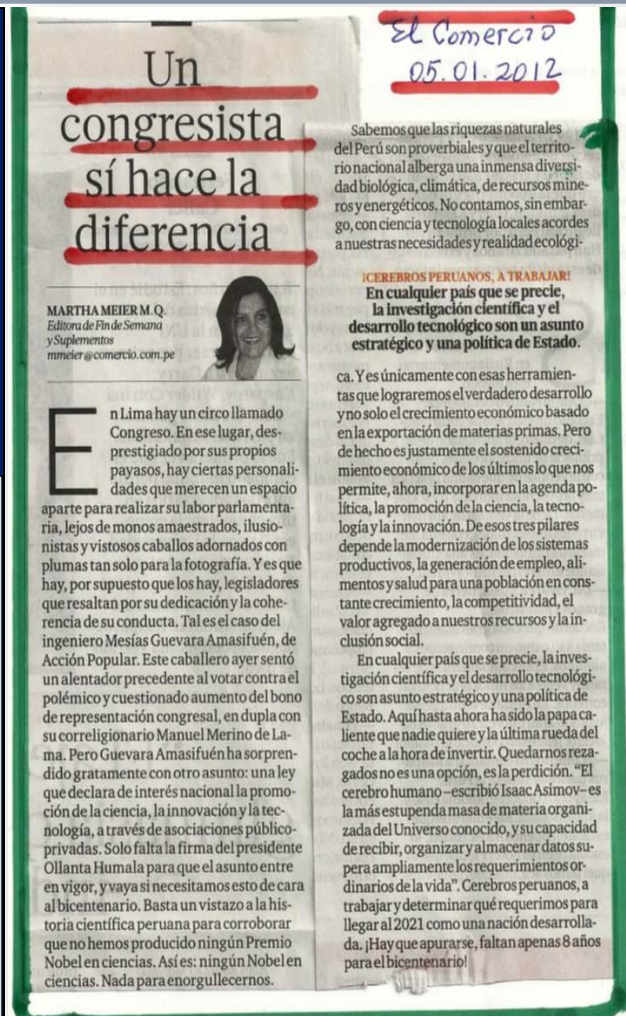 El Comercio
05.01.2012
Un
congresista
sí hace la
diferencia
MARTHA MEIER M.Q.
Editora de Fin de Semana
y Suplementos
mmeier@comercio.com.pe
En Lima hay un circo llamado
Congreso. En ese lugar, des-
prestigiado por sus propios
payasos, hay ciertas personali-
dades que merecen un espacio
aparte para realizar su labor parlamenta-
ria, lejos de monos amaestrados, ilusio-
nistas y vistosos caballos adornados con
plumas tan solo para la fotografía. Y es que
hay, por supuesto que los hay, legisladores
que resaltan por su dedicación y la cohe-
rencia de su conducta. Tal es el caso del
ingeniero Mesías Guevara Amasifuén, de
Acción Popular. Este caballero ayer sentó
un alentador precedente al votar contra el
polémico y cuestionado aumento del bono
de representación congresal, en dupla con
su correligionario Manuel Merino de La-
ma. Pero Guevara Amasifuén ha sorpren-
dido gratamente con otro asunto: una ley
que declara de interés nacional la promo-
ción de la ciencia, la innovación y la tec-
nología, a través de asociaciones público-
privadas. Solo falta la firma del presidente
Ollanta Humala para que el asunto entre
en vigor, y vaya si necesitamos esto de cara
al bicentenario. Basta un vistazo a la his-
toria científica peruana para corroborar
que no hemos producido ningún Premio
Nobel en ciencias. Así es: ningún Nobel en
ciencias. Nada para enorgullecernos.
Sabemos que las riquezas naturales
del Perú son proverbiales y que el territo-
rio nacional alberga una inmensa diversi-
dad biológica, climática, de recursos mine-
ros y energéticos. No contamos, sin embar-
go, con ciencia y tecnología locales acordes
a nuestras necesidades y realidad ecológi-
¡CEREBROS PERUANOS, A TRABAJAR!
En cualquier país que se precie,
la investigación científica y el
desarrollo tecnológico son un asunto
estratégico y una política de Estado.
ca. Y es únicamente con esas herramien-
tas que lograremos el verdadero desarrollo
y no solo el crecimiento económico basado
en la exportación de materias primas. Pero
de hecho es justamente el sostenido creci-
miento económico de los últimos lo que nos
permite, ahora, incorporar en la agenda po-
lítica, la promoción de la ciencia, la tecno-
logía y la innovación. De esos tres pilares
depende la modernización de los sistemas
productivos, la generación de empleo, ali-
mentos y salud para una población en cons-
tante crecimiento, la competitividad, el
valor agregado a nuestros recursos y la in-
clusión social.
En cualquier país que se precie, la inves-
tigación científica y el desarrollo tecnológi-
co son asunto estratégico y una política de
Estado. Aquí hasta ahora ha sido la papa ca-
liente que nadie quiere y la última rueda del
coche a la hora de invertir. Quedarnos reza-
gados no es una opción, es la perdición. “El
cerebro humano –escribió Isaac Asimov– es
la más estupenda masa de materia organi-
zada del Universo conocido, y su capacidad
de recibir, organizar y almacenar datos su-
pera ampliamente los requerimientos or-
dinarios de la vida”. Cerebros peruanos, a
trabajar y determinar qué requerimos para
llegar al 2021 como una nación desarrolla-
da. ¡Hay que apurarse, faltan apenas 8 años
para el bicentenario!